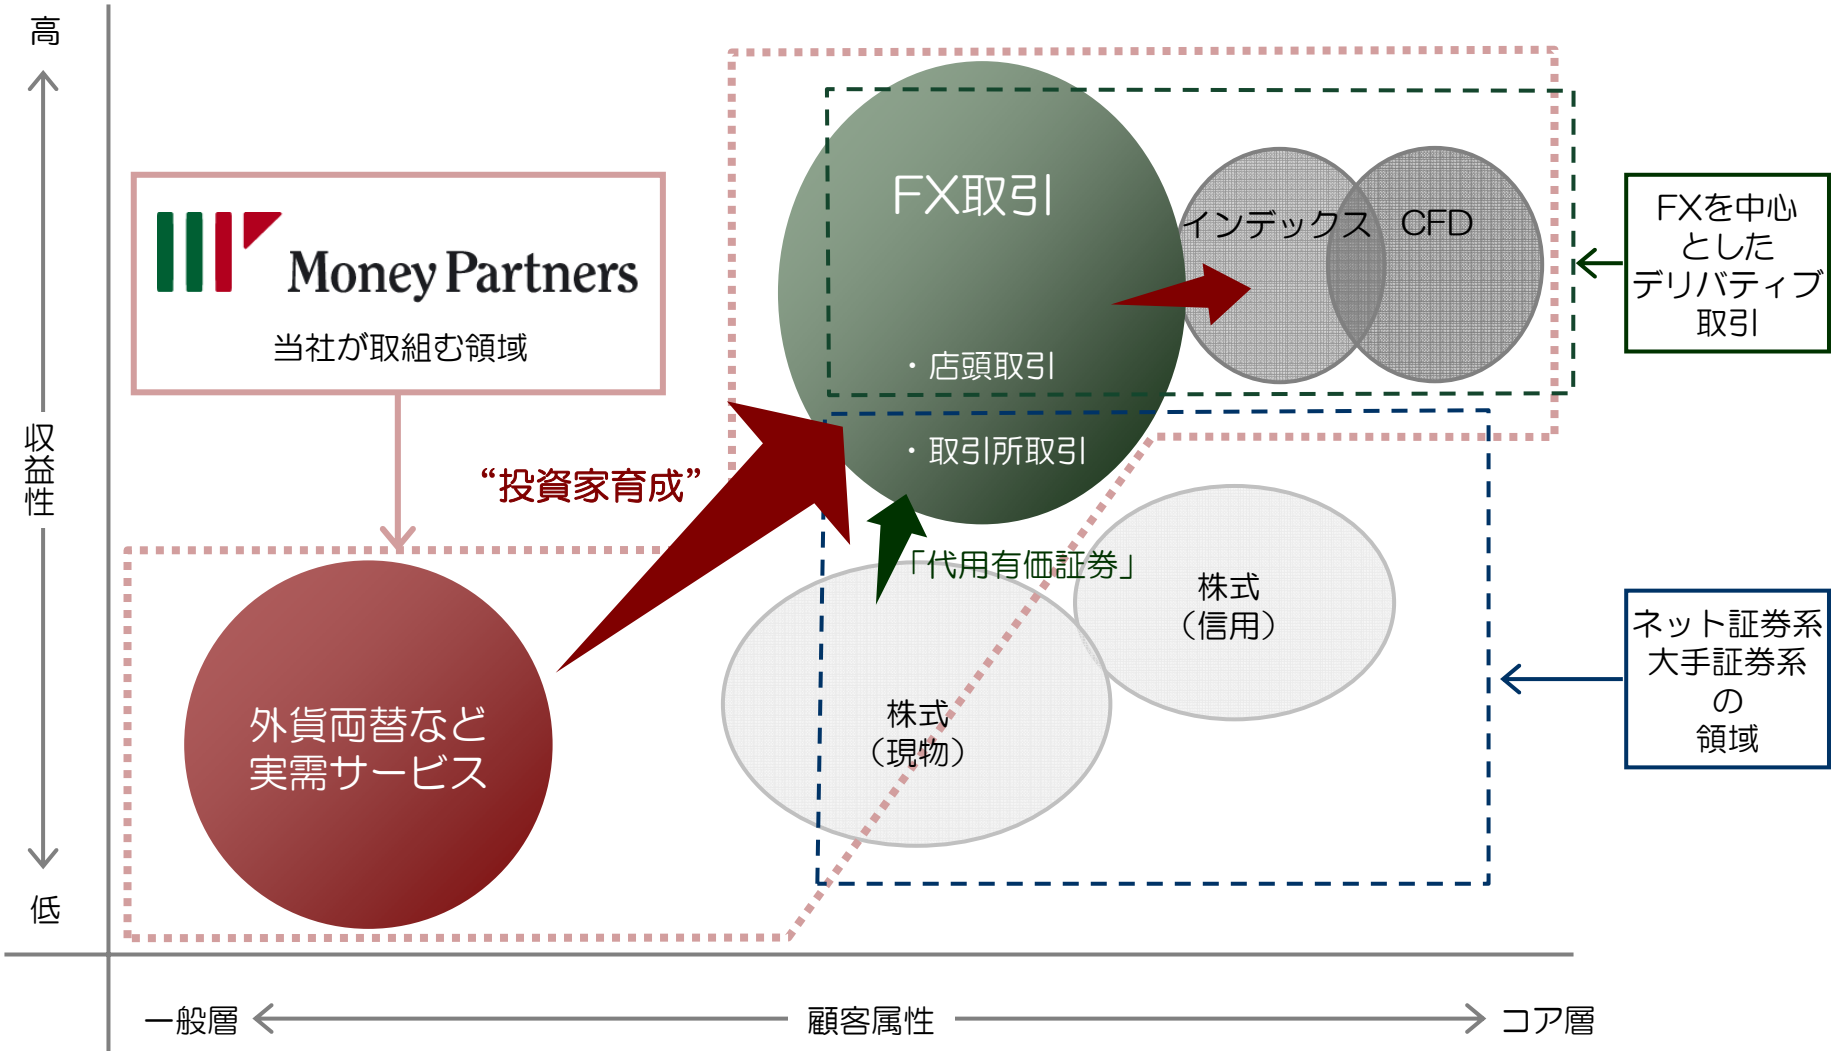 高
収益性
低
Money Partners
当社が取組む領域
FX取引
・店頭取引
・取引所取引
インデックス
CFD
FXを中心
とした
デリバティブ
取引
“投資家育成”
「代用有価証券」
株式
（信用）
株式
（現物）
外貨両替など
実需サービス
ネット証券系
大手証券系
の
領域
一般層
顧客属性
コア層